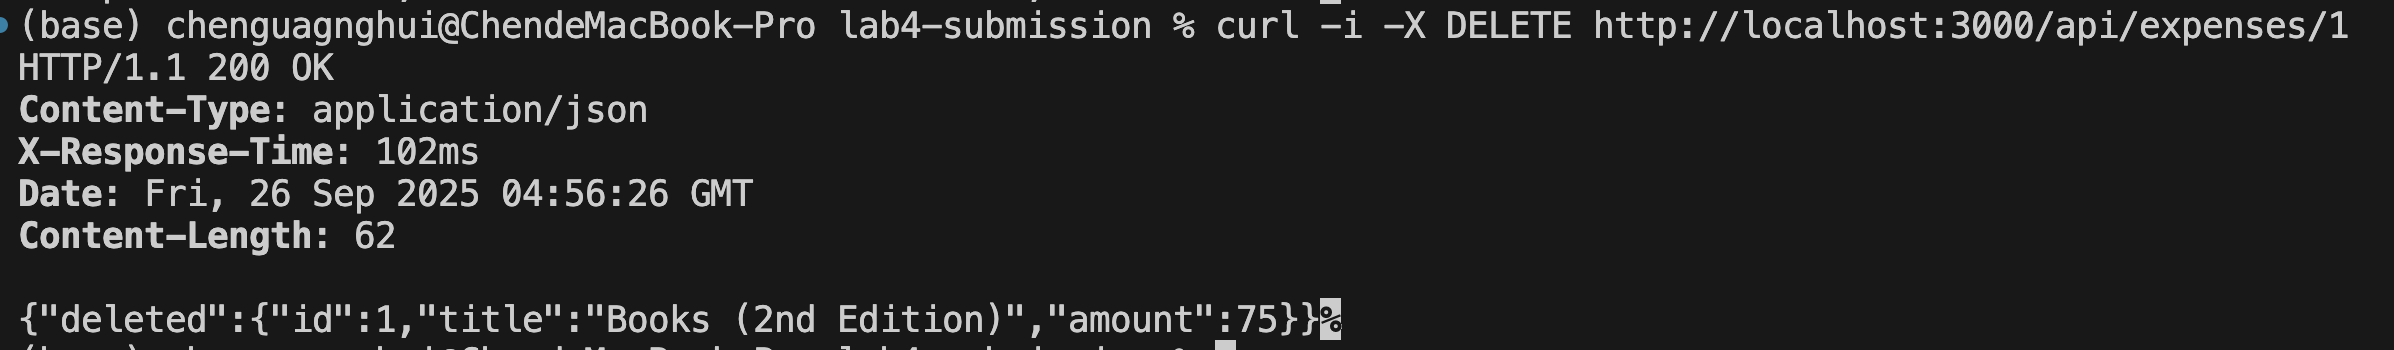 (base) chenguagnghui@ChendeMacBook-Pro lab4-submission % curl -i -X DELETE http://localhost:3000/api/expenses/1
HTTP/1.1 200 OK
Content-Type: application/json
X-Response-Time: 102ms
Date: Fri, 26 Sep 2025 04:56:26 GMT
Content-Length: 62

{"deleted":{"id":1,"title":"Books (2nd Edition)","amount":75}}%